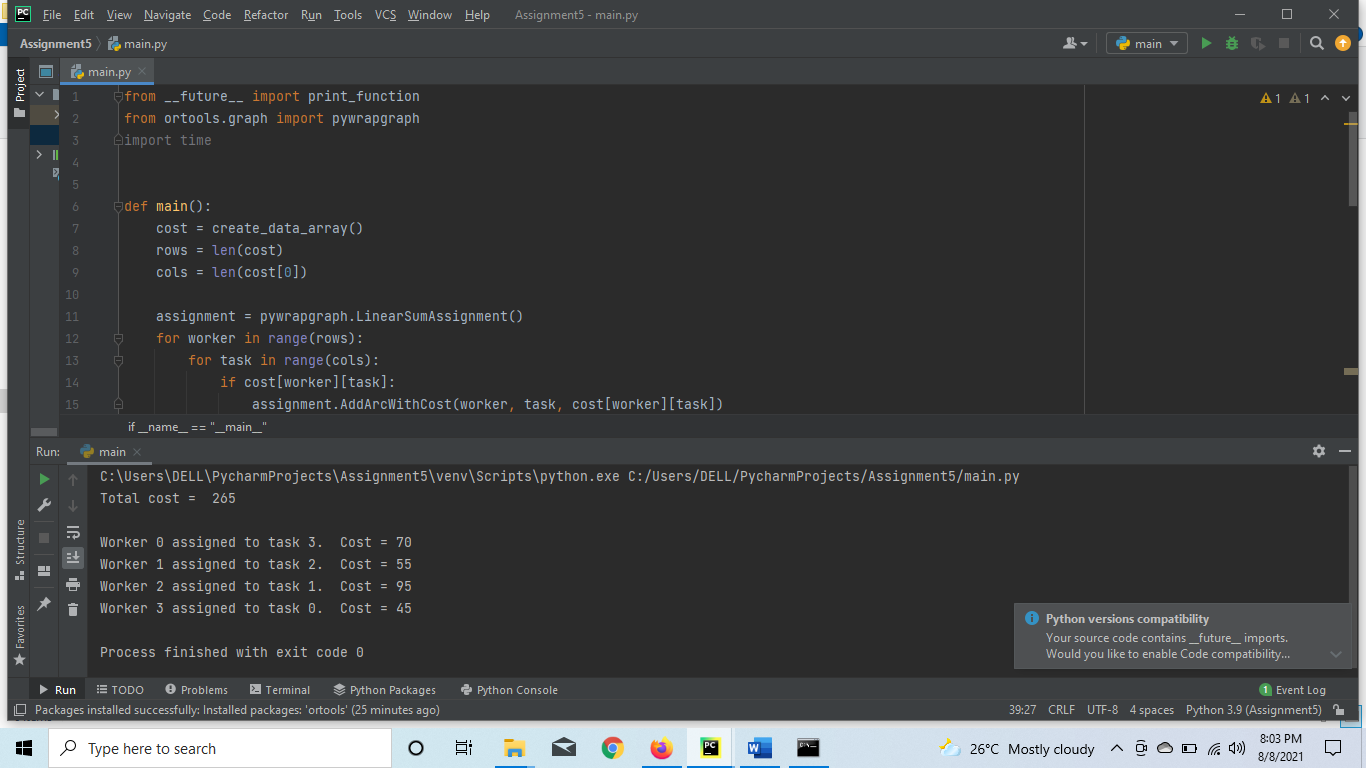 File Edit View Navigate Code Refactor Run Tools VCS Window Help Assignment5 - main.py
Assignment5 main.py main
Project
main.py
1 from __future__ import print_function
2 from ortools.graph import pywrapgraph
3 import time
4
5
6 def main():
7 cost = create_data_array()
8 rows = len(cost)
9 cols = len(cost[0])
10
11 assignment = pywrapgraph.LinearSumAssignment()
12 for worker in range(rows):
13 for task in range(cols):
14 if cost[worker][task]:
15 assignment.AddArcWithCost(worker, task, cost[worker][task])
1 1
if __name__ == "__main__"
Run: main
C:\Users\DELL\PycharmProjects\Assignment5\venv\Scripts\python.exe C:/Users/DELL/PycharmProjects/Assignment5/main.py
Total cost =  265
Worker 0 assigned to task 3.  Cost = 70
Worker 1 assigned to task 2.  Cost = 55
Worker 2 assigned to task 1.  Cost = 95
Worker 3 assigned to task 0.  Cost = 45
Process finished with exit code 0
Structure
Favorites
Python versions compatibility
Your source code contains __future__ imports.
Would you like to enable Code compatibility...
Run TODO Problems Terminal Python Packages Python Console 1 Event Log
Packages installed successfully: Installed packages: 'ortools' (25 minutes ago) 39:27 CRLF UTF-8 4 spaces Python 3.9 (Assignment5)
Type here to search
26°C Mostly cloudy
8:03 PM
8/8/2021